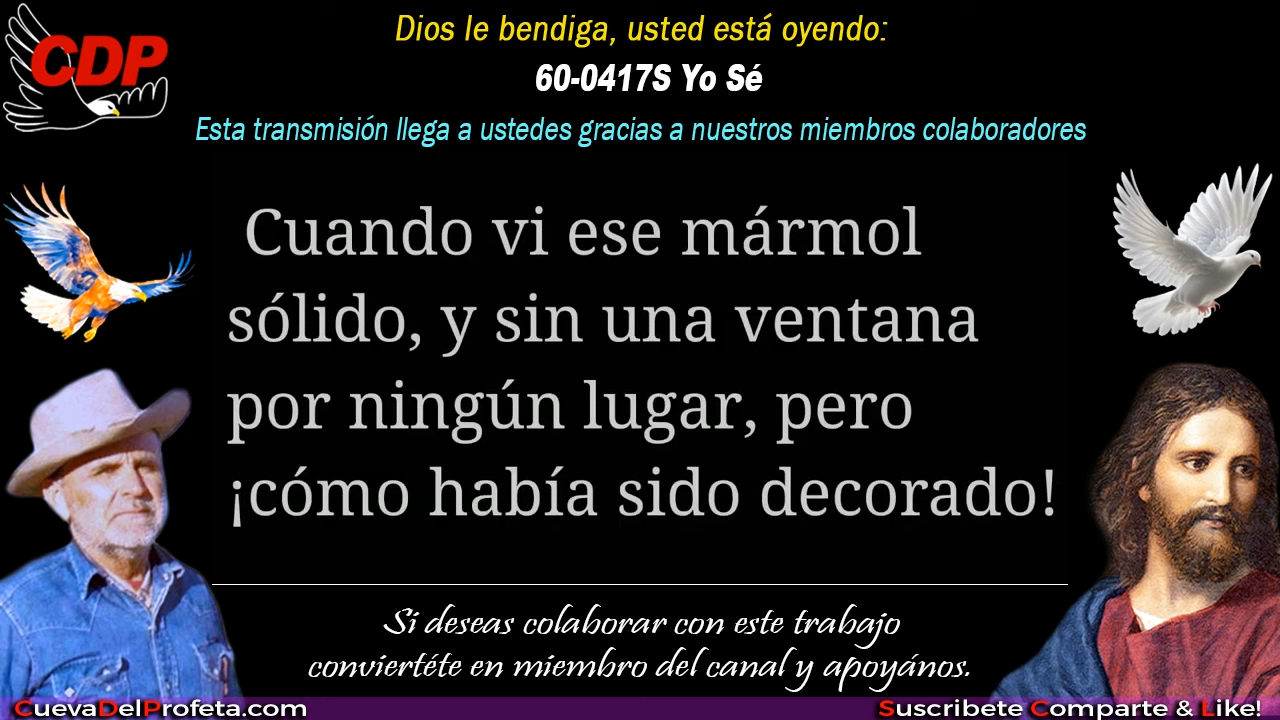 CDP
Dios le bendiga, usted está oyendo:
60-0417S Yo Sé
Esta transmisión llega a ustedes gracias a nuestros miembros colaboradores
Cuando vi ese mármol
sólido, y sin una ventana
por ningún lugar, pero
¡cómo había sido decorado!
Si deseas colaborar con este trabajo
conviertéte en miembro del canal y apoyános.
CuevaDelProfeta.com
Suscribete Comparte & Like!